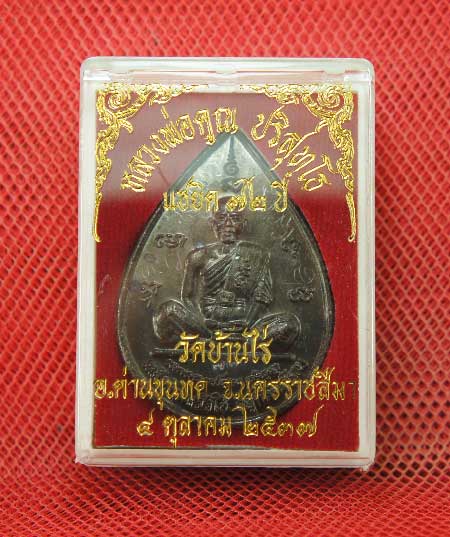 หลวงพ่อคูณ ปริสุทฺโธ
แซยิด ๗๒ ปี
วัดบ้านไร่
อ.ด่านขุนทด จ.นครราชสีมา
๔ ตุลาคม ๒๕๓๗